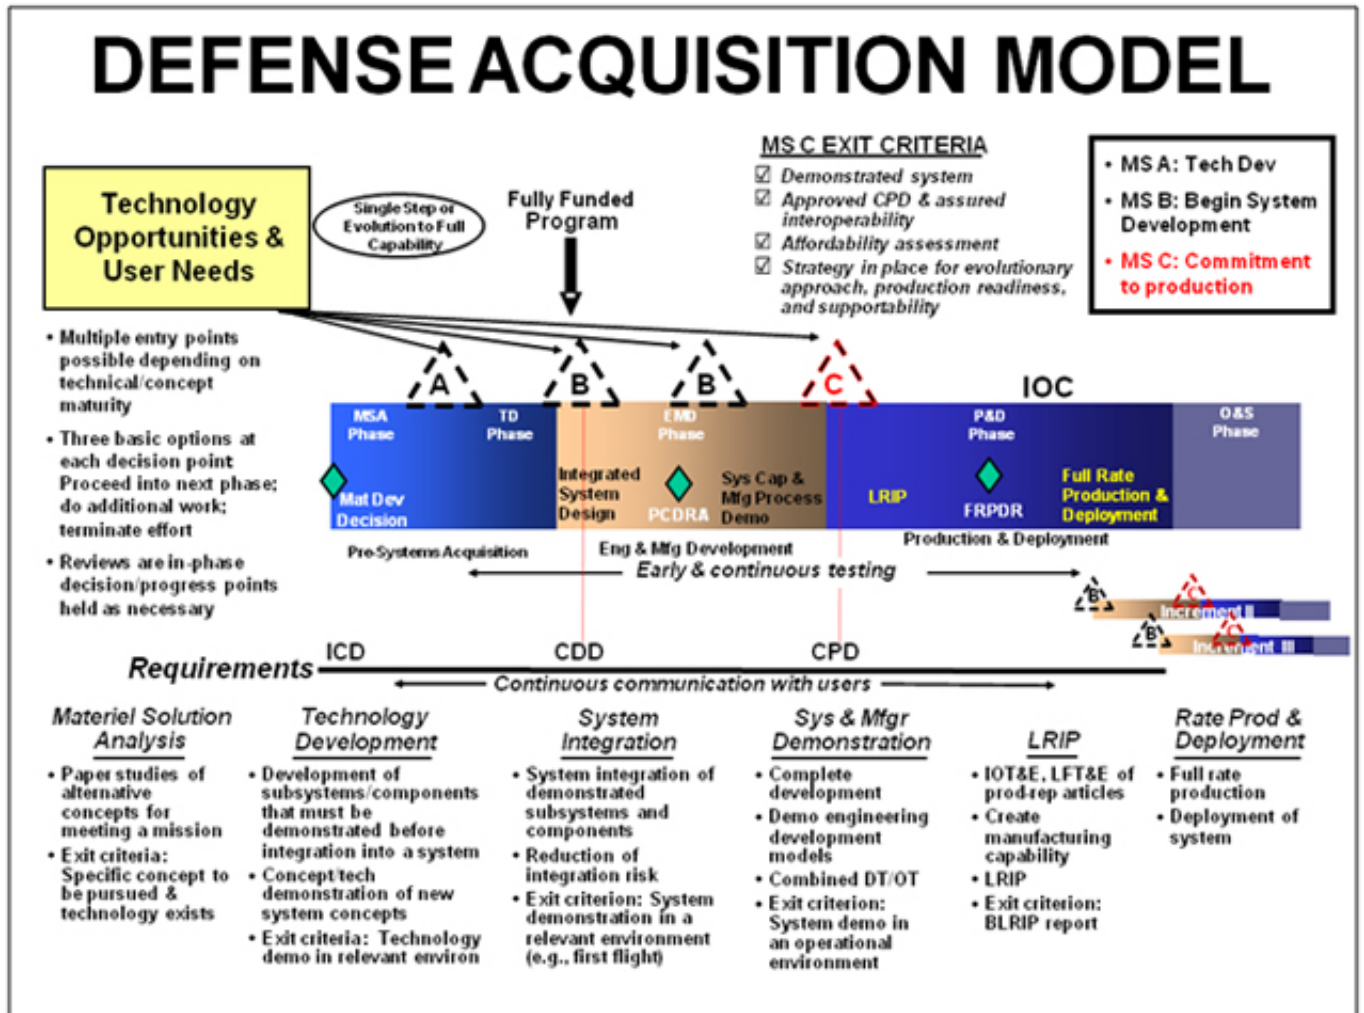 DEFENSE ACQUISITION MODEL
Technology
Opportunities &
User Needs
Single Step or
Evolution to Full
Capability
Fully Funded
Program
MS C EXIT CRITERIA
☑ Demonstrated system
☑ Approved CPD & assured
interoperability
☑ Affordability assessment
☑ Strategy in place for evolutionary
approach, production readiness,
and supportability
• MS A: Tech Dev
• MS B: Begin System
Development
• MS C: Commitment
to production
• Multiple entry points
possible depending on
technical/concept
maturity
• Three basic options at
each decision point
Proceed into next phase;
do additional work;
terminate effort
• Reviews are in-phase
decision/progress points
held as necessary
A
B
B
C
IOC
MSA
Phase
TD
Phase
EMD
Phase
P&D
Phase
O&S
Phase
Mat Dev
Decision
Integrated
System
Design
PCDRA
Sys Cap &
Mfg Process
Demo
LRIP
FRPDR
Full Rate
Production &
Deployment
Pre-Systems Acquisition
Eng & Mfg Development
Production & Deployment
Early & continuous testing
B
C
Increment II
B
C
Increment III
Requirements
ICD
CDD
CPD
Continuous communication with users
Materiel Solution
Analysis
• Paper studies of
alternative
concepts for
meeting a mission
• Exit criteria:
Specific concept to
be pursued &
technology exists
Technology
Development
• Development of
subsystems/components
that must be
demonstrated before
integration into a system
• Concept/tech
demonstration of new
system concepts
• Exit criteria: Technology
demo in relevant environ
System
Integration
• System integration of
demonstrated
subsystems and
components
• Reduction of
integration risk
• Exit criterion: System
demonstration in a
relevant environment
(e.g., first flight)
Sys & Mfgr
Demonstration
• Complete
development
• Demo engineering
development
models
• Combined DT/OT
• Exit criterion:
System demo in
an operational
environment
LRIP
• IOT&E, LFT&E of
prod-rep articles
• Create
manufacturing
capability
• LRIP
• Exit criterion:
BLRIP report
Rate Prod &
Deployment
• Full rate
production
• Deployment of
system